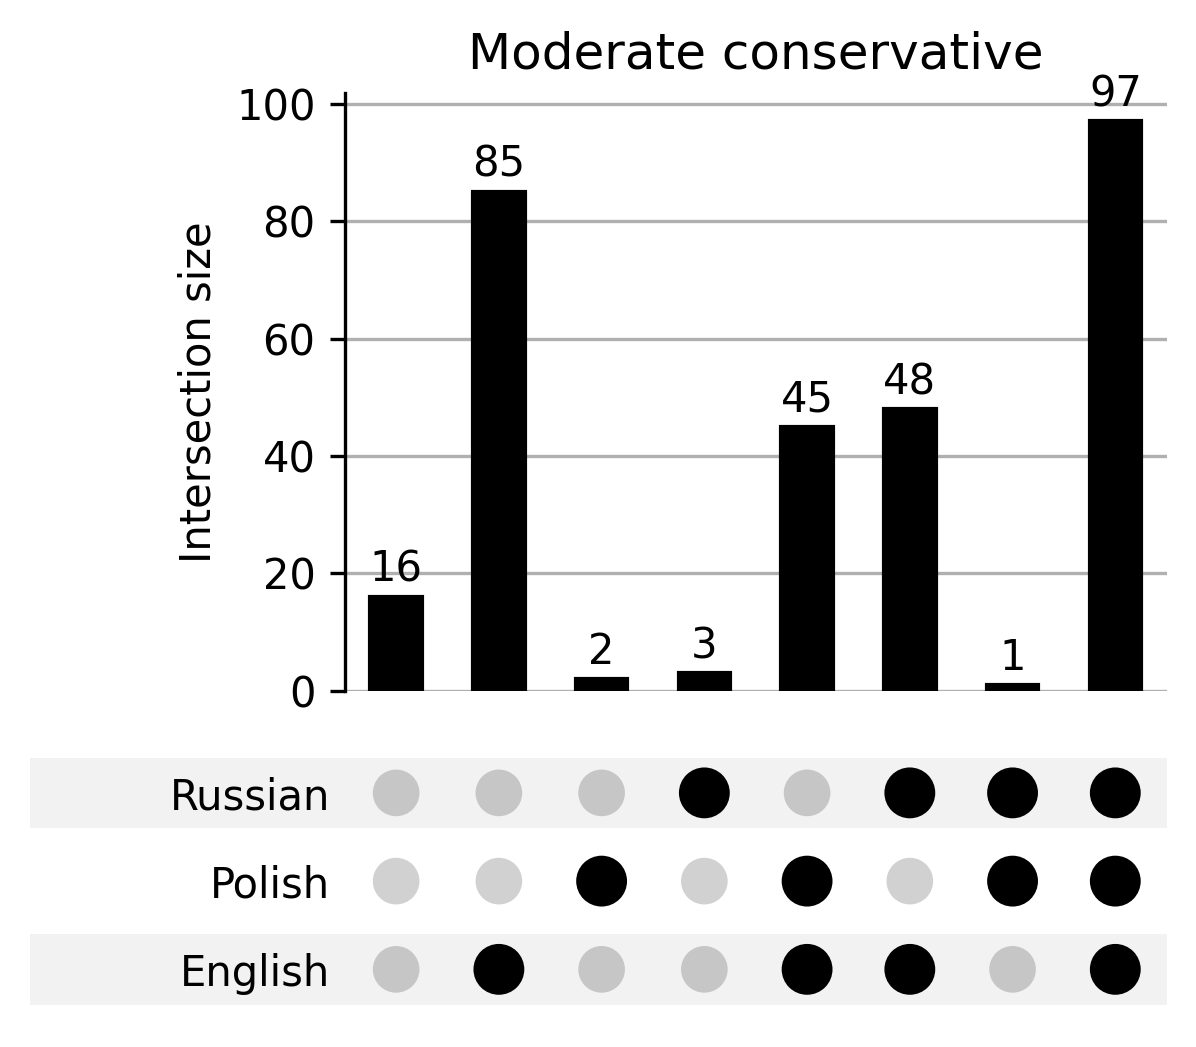 Moderate conservative
Intersection size
100
80
60
40
20
0
16
85
2
3
45
48
1
97
Russian
Polish
English